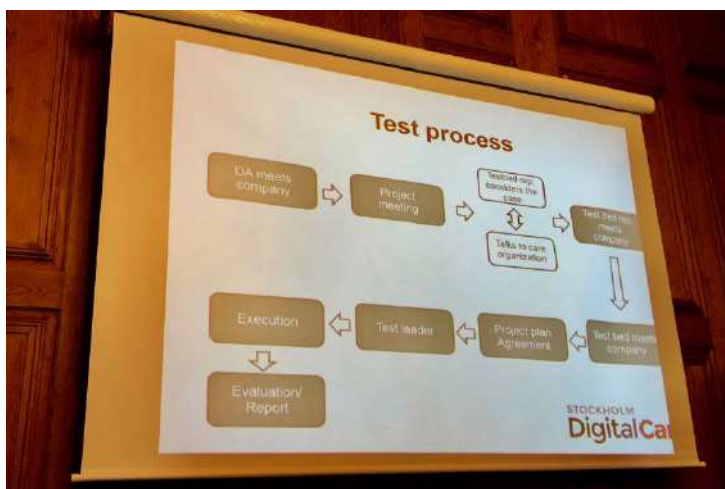 Test process
DA meets
company
Project
meeting
Testbed rep.
considers the
case
Talks to care
organization
Test bed rep.
meets
company
Test bed meets
company
Project plan
Agreement
Test leader
Execution
Evaluation/
Report
STOCKHOLM
DigitalCar